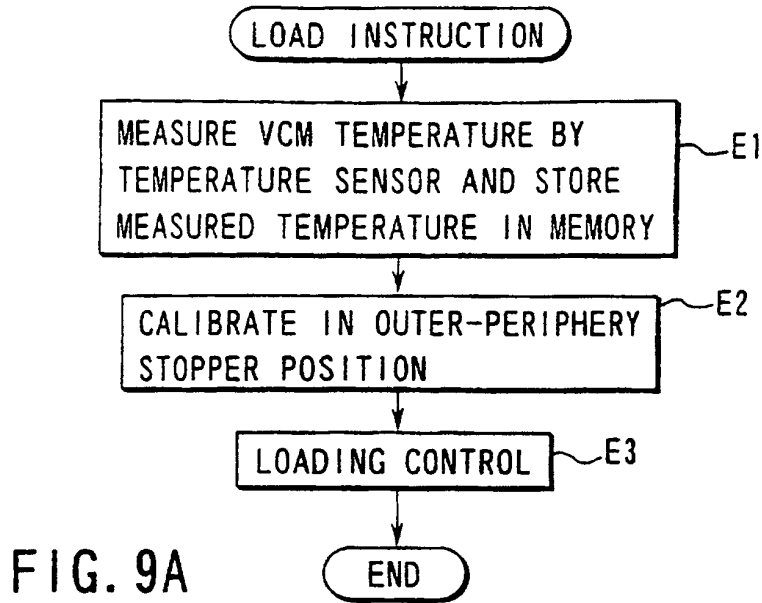 LOAD INSTRUCTION
MEASURE VCM TEMPERATURE BY
TEMPERATURE SENSOR AND STORE
MEASURED TEMPERATURE IN MEMORY
E1
CALIBRATE IN OUTER-PERIPHERY
STOPPER POSITION
E2
LOADING CONTROL
E3
END
FIG. 9A